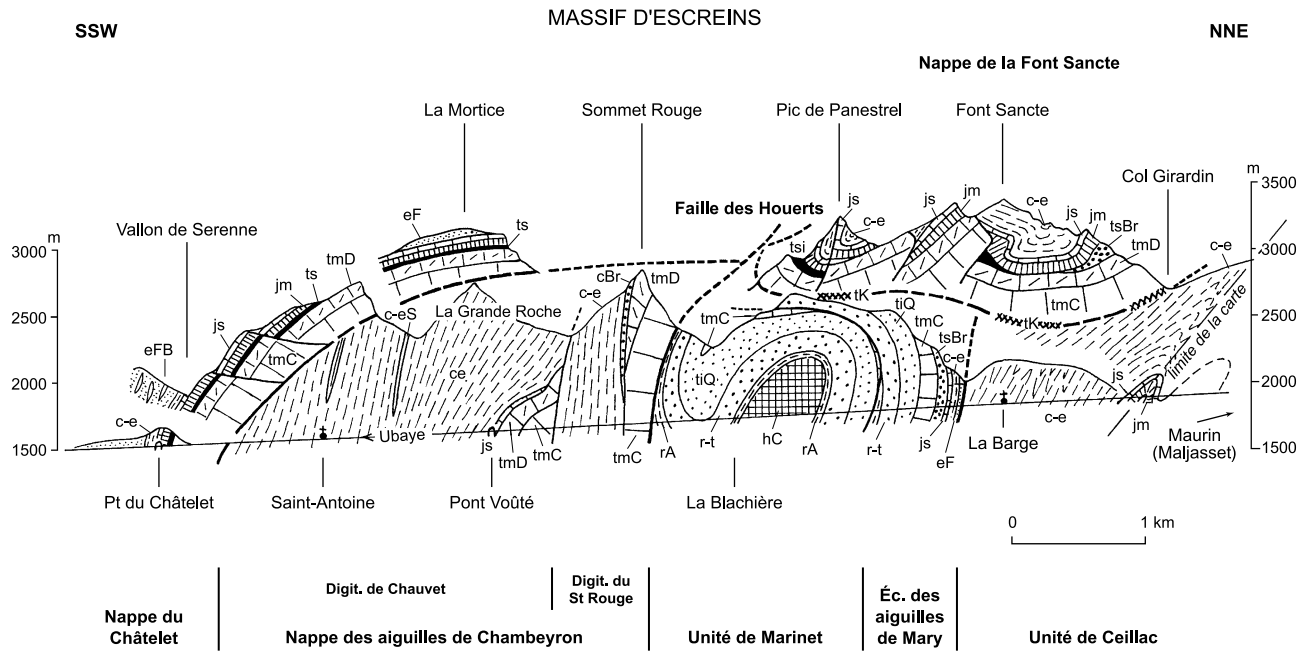 MASSIF D'ESCREINS
SSW
NNE
Nappe de la Font Sancte
La Mortice
Sommet Rouge
Pic de Panestrel
Font Sancte
Col Girardin
Vallon de Serenne
Faille des Houerts
m
3000
2500
2000
1500
m
3500
3000
2500
2000
1500
eF
ts
tmD
ts
jm
js
tmC
eFB
c-e
c-eS
La Grande Roche
ce
cBr
c-e
tmD
js
c-e
tsi
js
jm
c-e
js
jm
tsBr
tmD
c-e
tK
tiQ
tmC
tmC
tsBr
c-e
tmC
tK
tiQ
limite de la carte
js
jm
c-e
Ubaye
js
tmD
tmC
tmC
rA
r-t
hC
rA
r-t
js
eF
La Barge
Maurin
(Maljasset)
Pt du Châtelet
Saint-Antoine
Pont Voûté
La Blachière
0
1 km
Digit. de Chauvet
Digit. du
St Rouge
Nappe du
Châtelet
Nappe des aiguilles de Chambeyron
Unité de Marinet
Éc. des
aiguilles
de Mary
Unité de Ceillac